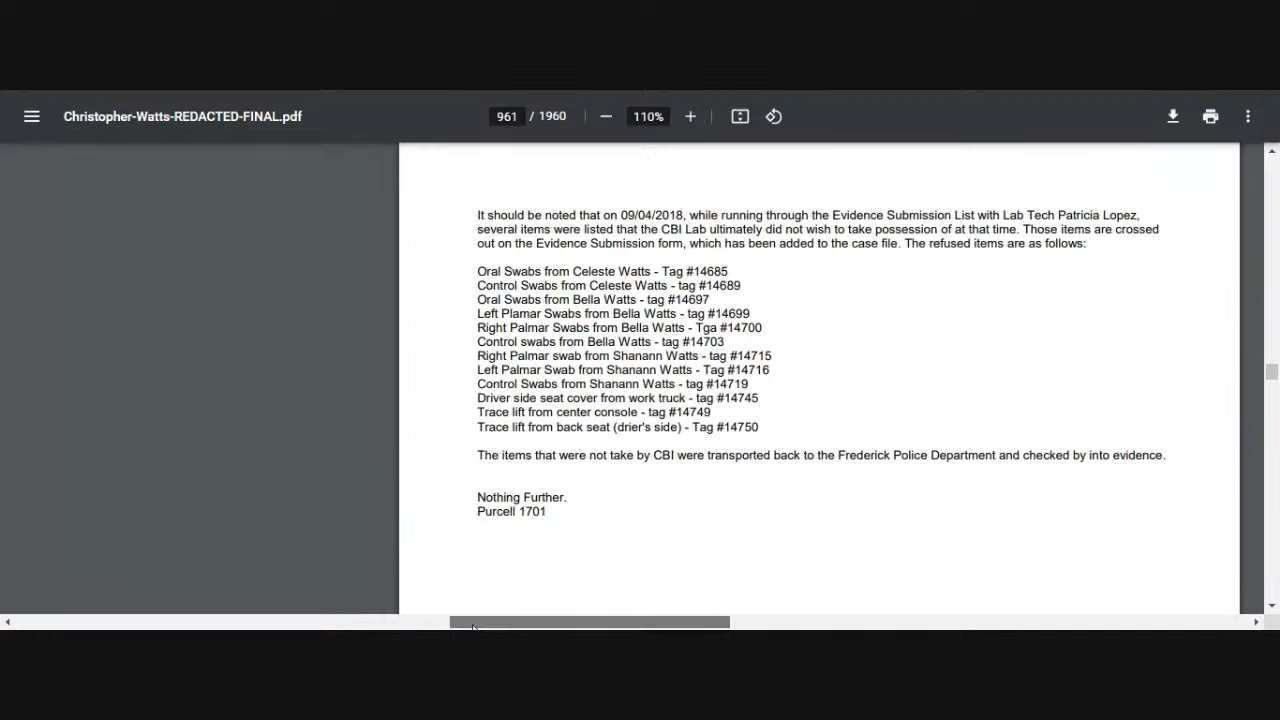 Christopher-Watts-REDACTED-FINAL.pdf
961 / 1960
110%
It should be noted that on 09/04/2018, while running through the Evidence Submission List with Lab Tech Patricia Lopez,
several items were listed that the CBI Lab ultimately did not wish to take possession of at that time. Those items are crossed
out on the Evidence Submission form, which has been added to the case file. The refused items are as follows:
Oral Swabs from Celeste Watts - Tag #14685
Control Swabs from Celeste Watts - tag #14689
Oral Swabs from Bella Watts - tag #14697
Left Plamar Swabs from Bella Watts - tag #14699
Right Palmar Swabs from Bella Watts - Tga #14700
Control swabs from Bella Watts - tag #14703
Right Palmar swab from Shanann Watts - tag #14715
Left Palmar Swab from Shanann Watts - Tag #14716
Control Swabs from Shanann Watts - tag #14719
Driver side seat cover from work truck - tag #14745
Trace lift from center console - tag #14749
Trace lift from back seat (drier's side) - Tag #14750
The items that were not take by CBI were transported back to the Frederick Police Department and checked by into evidence.
Nothing Further.
Purcell 1701